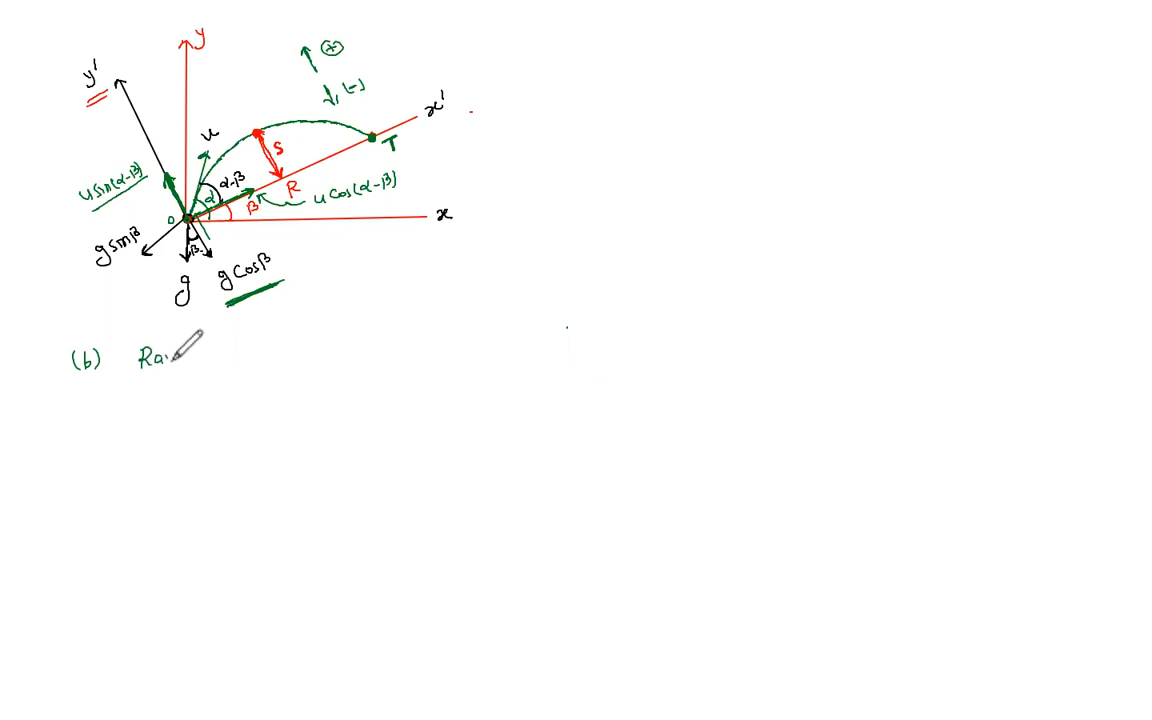 y
(+)
y'
(-)
x'
u
S
T
α-β
u sin(α-β)
R
u cos(α-β)
α
β
O
x
g sinβ
β
g cosβ
g
(b) Ra